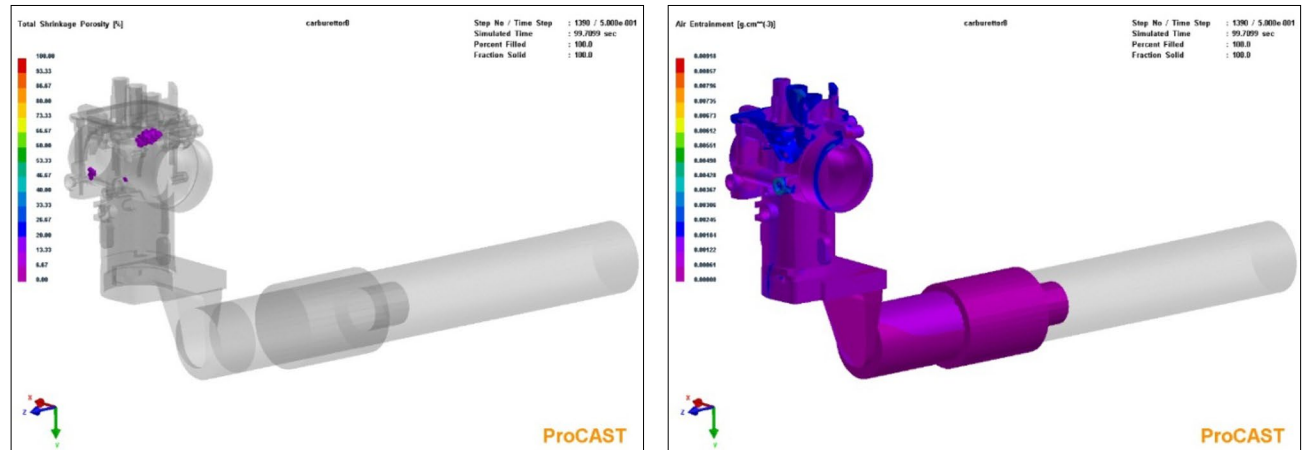 Total Shrinkage Porosity [%]
carburettor8
Step No / Time Step : 1390 / 5.000e-001
Simulated Time : 99.7099 sec
Percent Filled : 100.0
Fraction Solid : 100.0
100.00
93.33
86.67
80.00
73.33
66.67
60.00
53.33
46.67
40.00
33.33
26.67
20.00
13.33
6.67
0.00
X
Z
Y
ProCAST
Air Entrainment [g.cm**(-3)]
carburettor8
Step No / Time Step : 1390 / 5.000e-001
Simulated Time : 99.7099 sec
Percent Filled : 100.0
Fraction Solid : 100.0
0.00918
0.00857
0.00796
0.00735
0.00673
0.00612
0.00551
0.00490
0.00428
0.00367
0.00306
0.00245
0.00184
0.00122
0.00061
0.00000
X
Z
Y
ProCAST